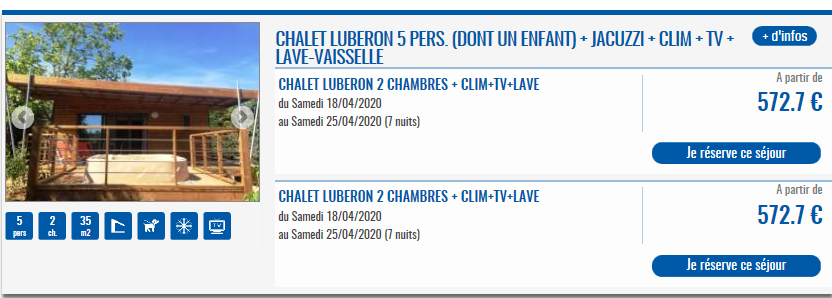 CHALET LUBERON 5 PERS. (DONT UN ENFANT) + JACUZZI + CLIM + TV +
LAVE-VAISSELLE
+ d'infos
CHALET LUBERON 2 CHAMBRES + CLIM+TV+LAVE
du Samedi 18/04/2020
au Samedi 25/04/2020 (7 nuits)
A partir de
572.7 €
Je réserve ce séjour
CHALET LUBERON 2 CHAMBRES + CLIM+TV+LAVE
du Samedi 18/04/2020
au Samedi 25/04/2020 (7 nuits)
A partir de
572.7 €
Je réserve ce séjour
5
pers
2
ch.
35
m2
TV